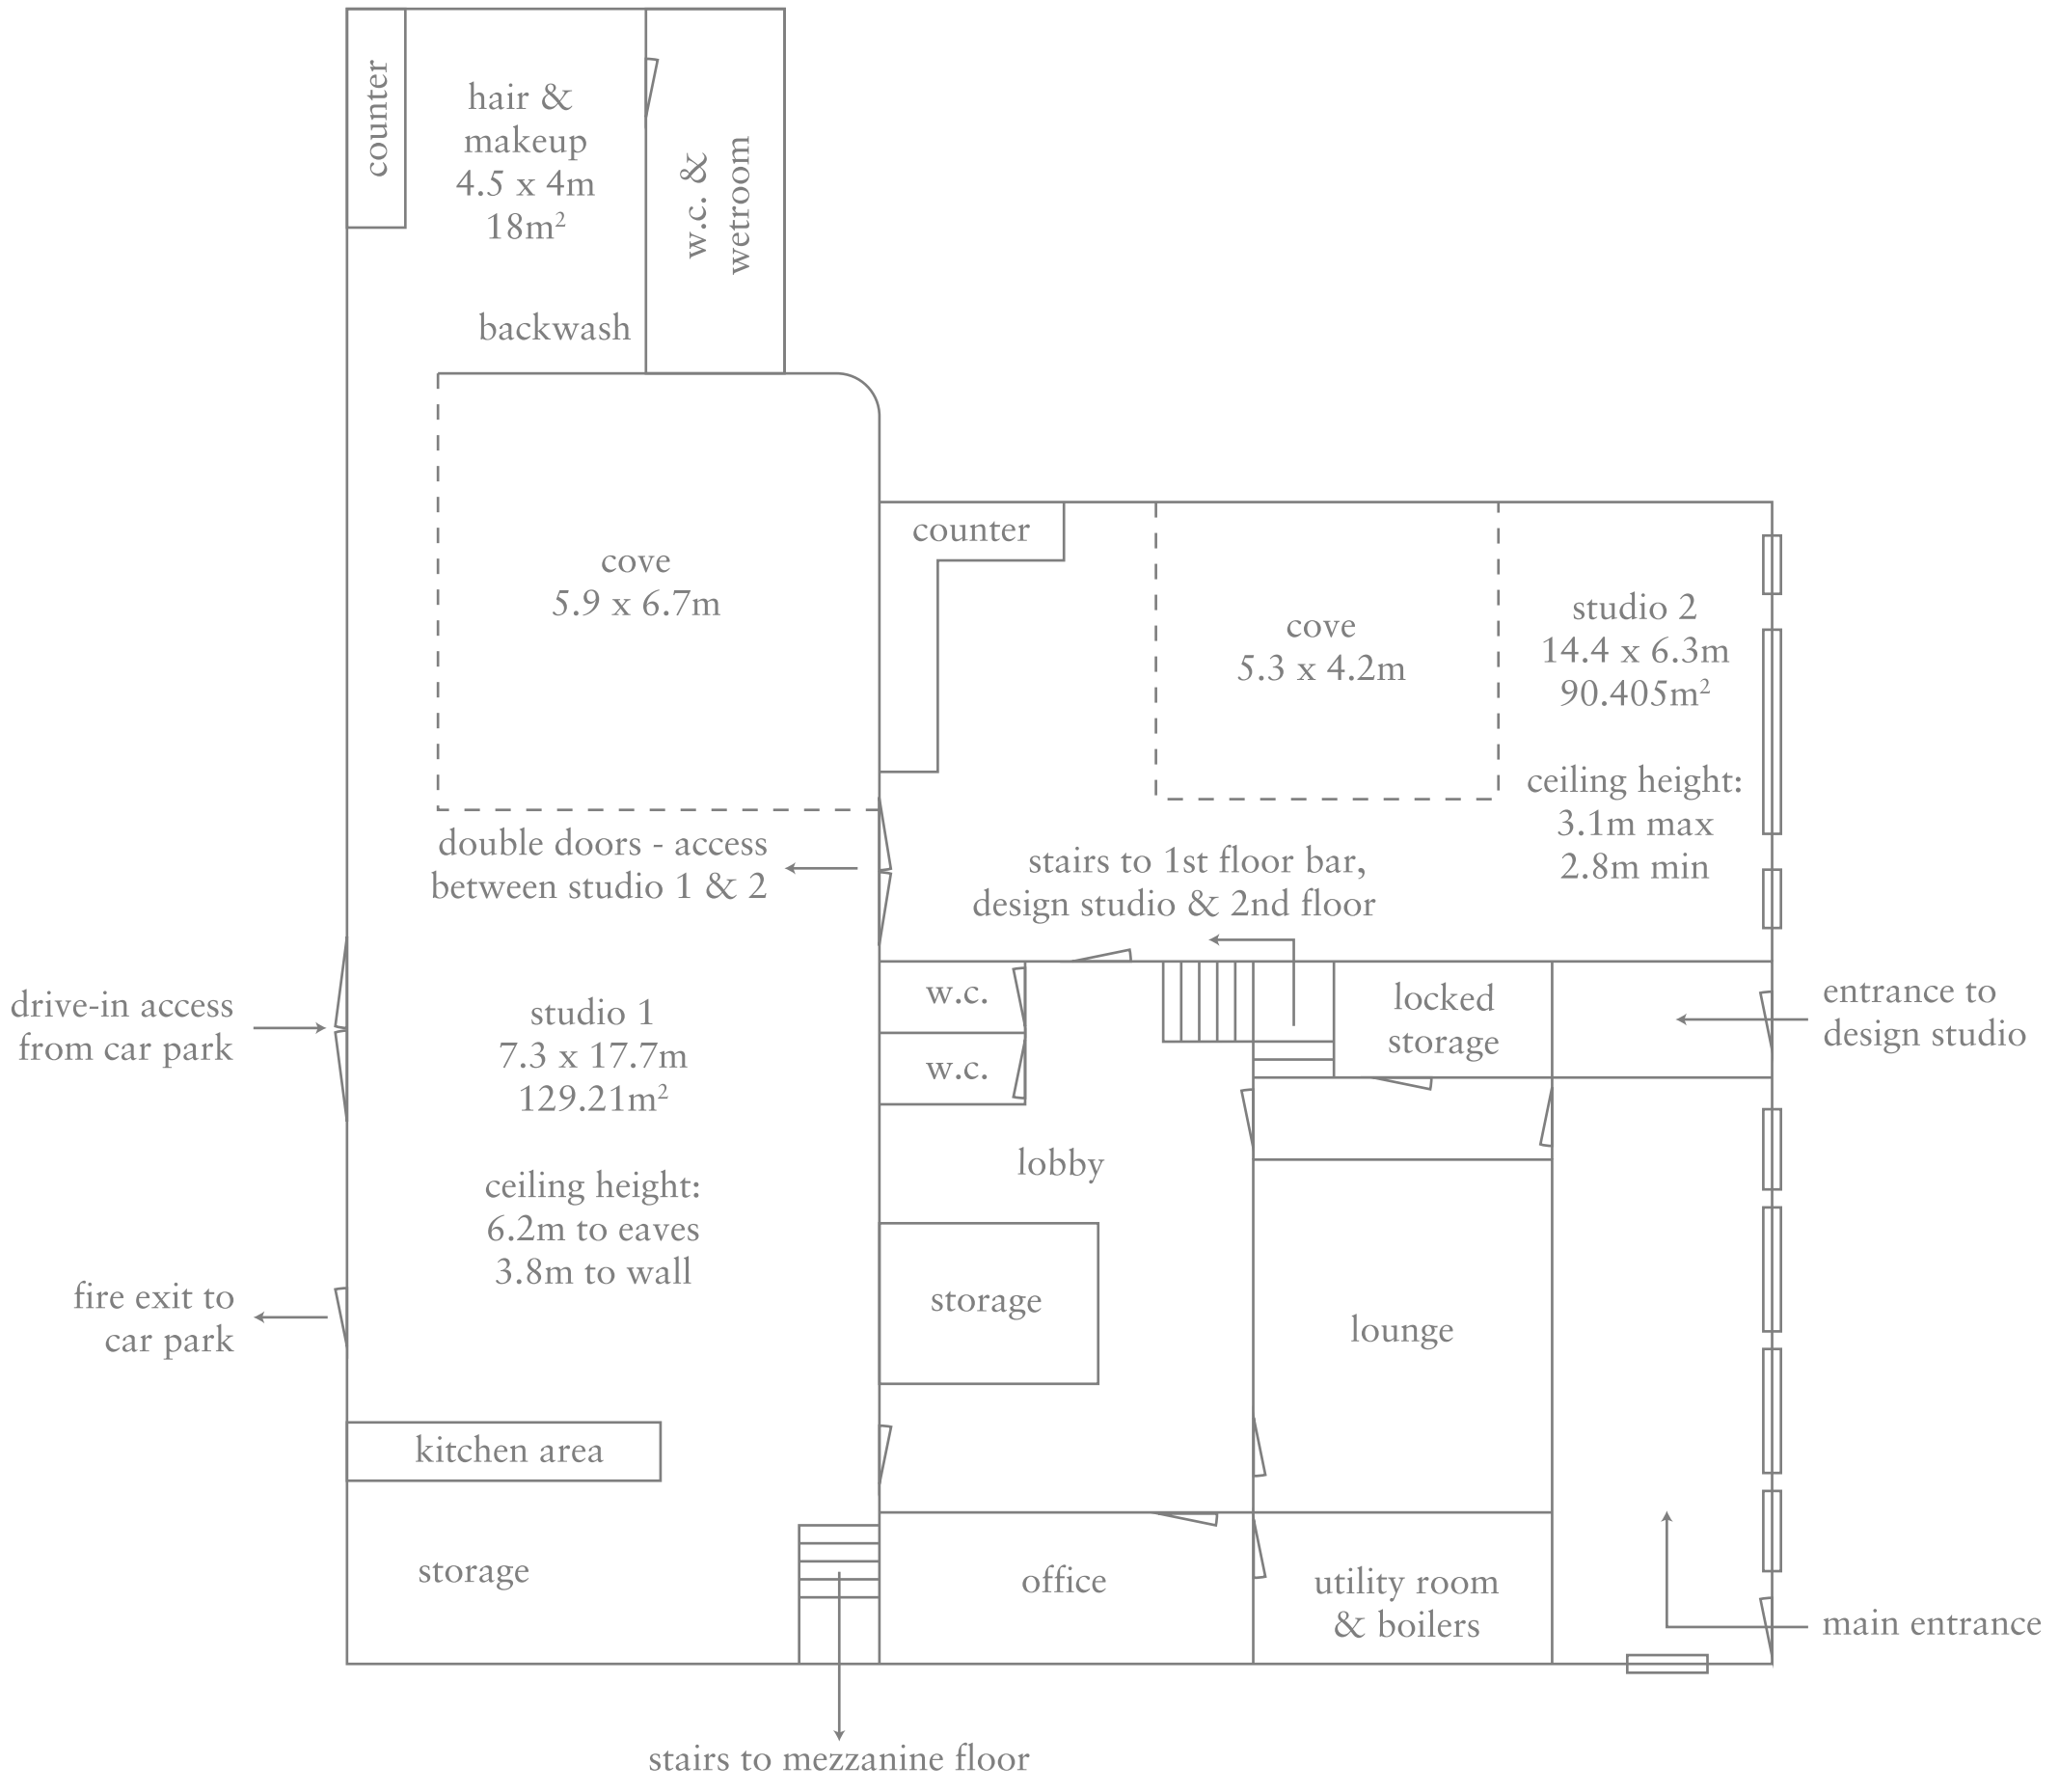 counter
hair &
makeup
4.5 x 4m
18m²
w.c. &
wetroom
backwash
cove
5.9 x 6.7m
counter
cove
5.3 x 4.2m
studio 2
14.4 x 6.3m
90.405m²
ceiling height:
3.1m max
2.8m min
double doors - access
between studio 1 & 2
stairs to 1st floor bar,
design studio & 2nd floor
drive-in access
from car park
studio 1
7.3 x 17.7m
129.21m²
ceiling height:
6.2m to eaves
3.8m to wall
w.c.
w.c.
locked
storage
entrance to
design studio
lobby
storage
lounge
fire exit to
car park
kitchen area
storage
office
utility room
& boilers
main entrance
stairs to mezzanine floor